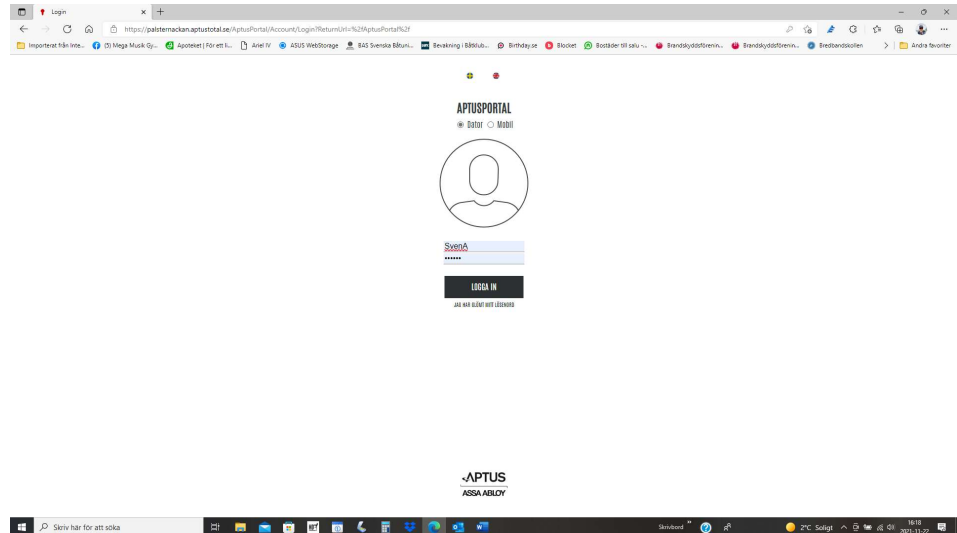 Login
https://palsternackan.aptustotal.se/AptusPortal/Account/Login?ReturnUrl=%2fAptusPortal%2f
Importerat från Inte... (5) Mega Musik Gy... Apoteket | För ett li... Ariel IV ASUS WebStorage BAS Svenska Båtuni... Bevakning i Båtklub... Birthday.se Blocket Bostäder till salu -... Brandskyddsförenin... Brandskyddsförenin... Bredbandskollen Andra favoriter
APTUSPORTAL
Dator Mobil
SvenA
LOGGA IN
JAG HAR GLÖMT MITT LÖSENORD
APTUS
ASSA ABLOY
Skriv här för att söka Skrivbord 2°C Soligt 16:18
2021-11-22